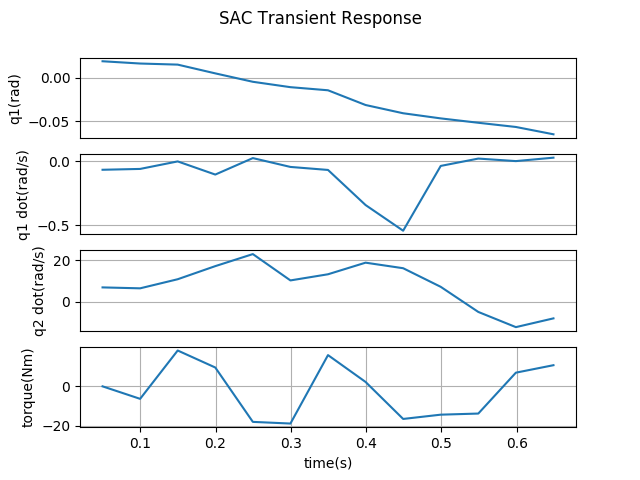 SAC Transient Response
0.00
−0.05
q1(rad)
0.0
−0.5
q1 dot(rad/s)
20
0
q2 dot(rad/s)
0
−20
torque(Nm)
0.1 0.2 0.3 0.4 0.5 0.6
time(s)